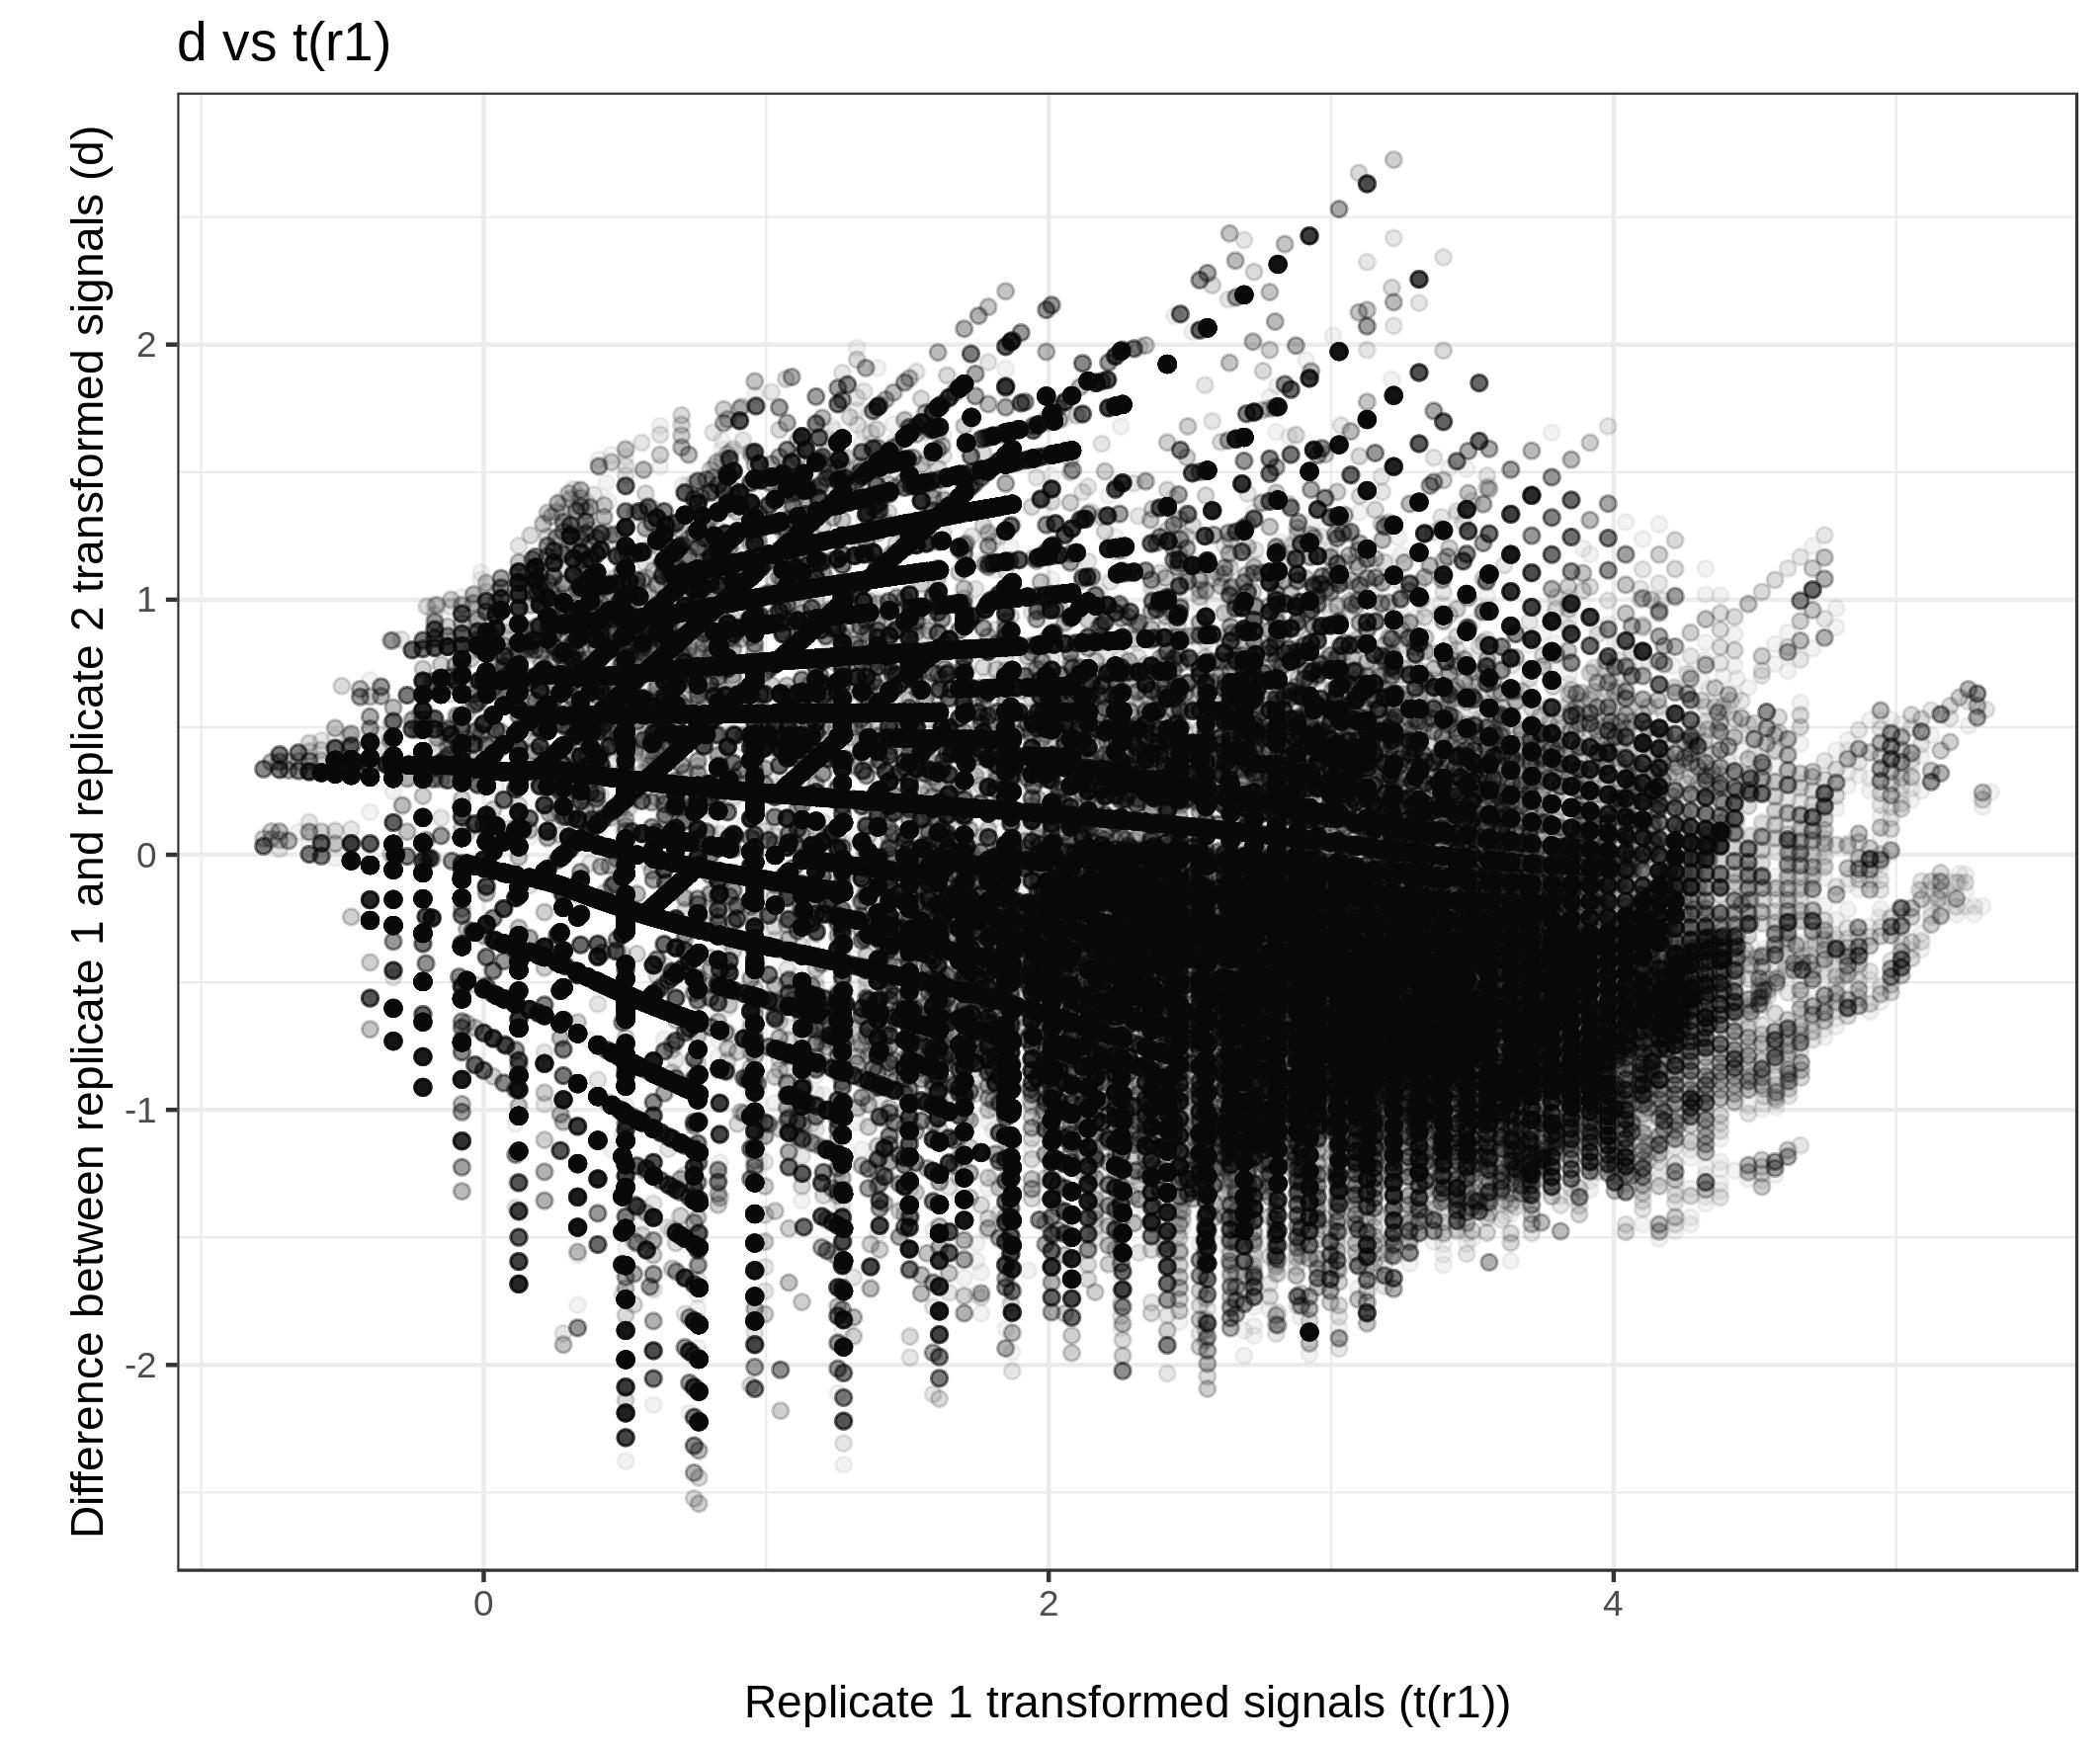 d vs t(r1)
Difference between replicate 1 and replicate 2 transformed signals (d)
2
1
0
-1
-2
0
2
4
Replicate 1 transformed signals (t(r1))